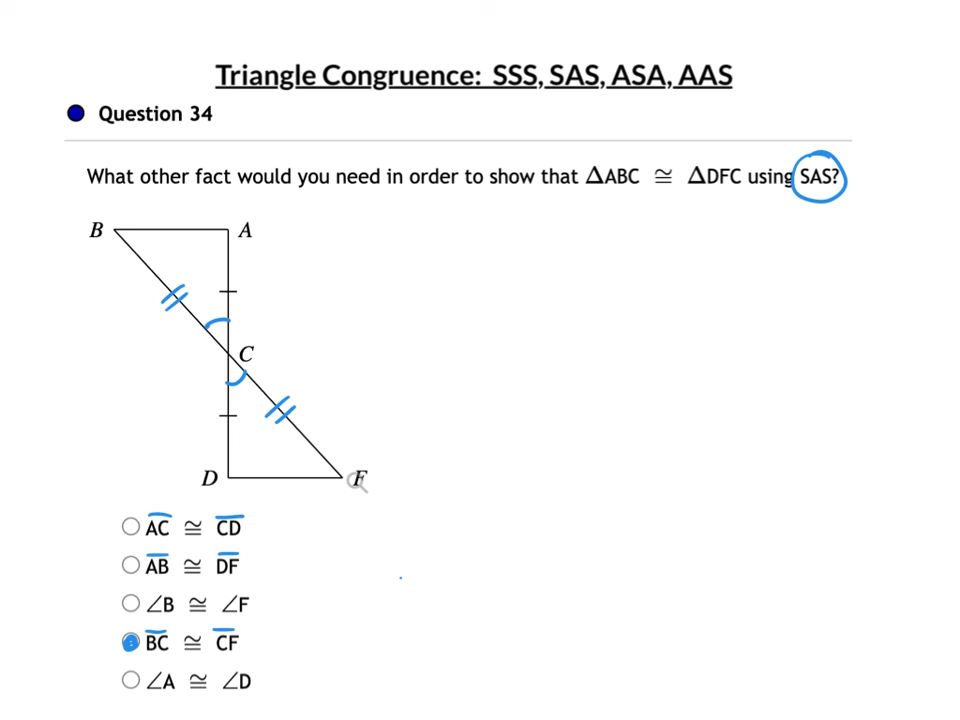 Triangle Congruence: SSS, SAS, ASA, AAS
Question 34
What other fact would you need in order to show that ΔABC ≅ ΔDFC using SAS?
B
A
C
D
F
AC ≅ CD
AB ≅ DF
∠B ≅ ∠F
BC ≅ CF
∠A ≅ ∠D